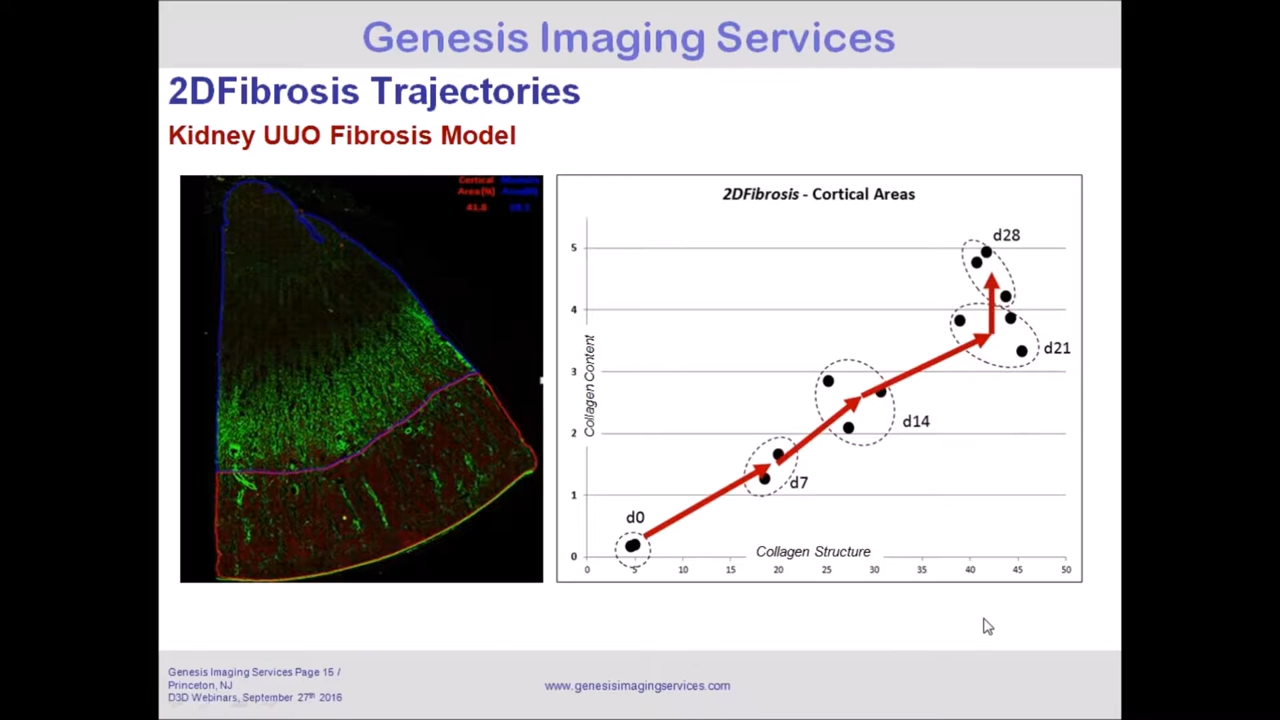 Genesis Imaging Services
2DFibrosis Trajectories
Kidney UUO Fibrosis Model
Cortical
Area(N)
41.8
2DFibrosis - Cortical Areas
d28
5
4
d21
Collagen Content
3
d14
2
d7
1
d0
Collagen Structure
0
0 5 10 15 20 25 30 35 40 45 50
Genesis Imaging Services Page 15 /
Princeton, NJ
D3D Webinars, September 27th 2016
www.genesisimagingservices.com